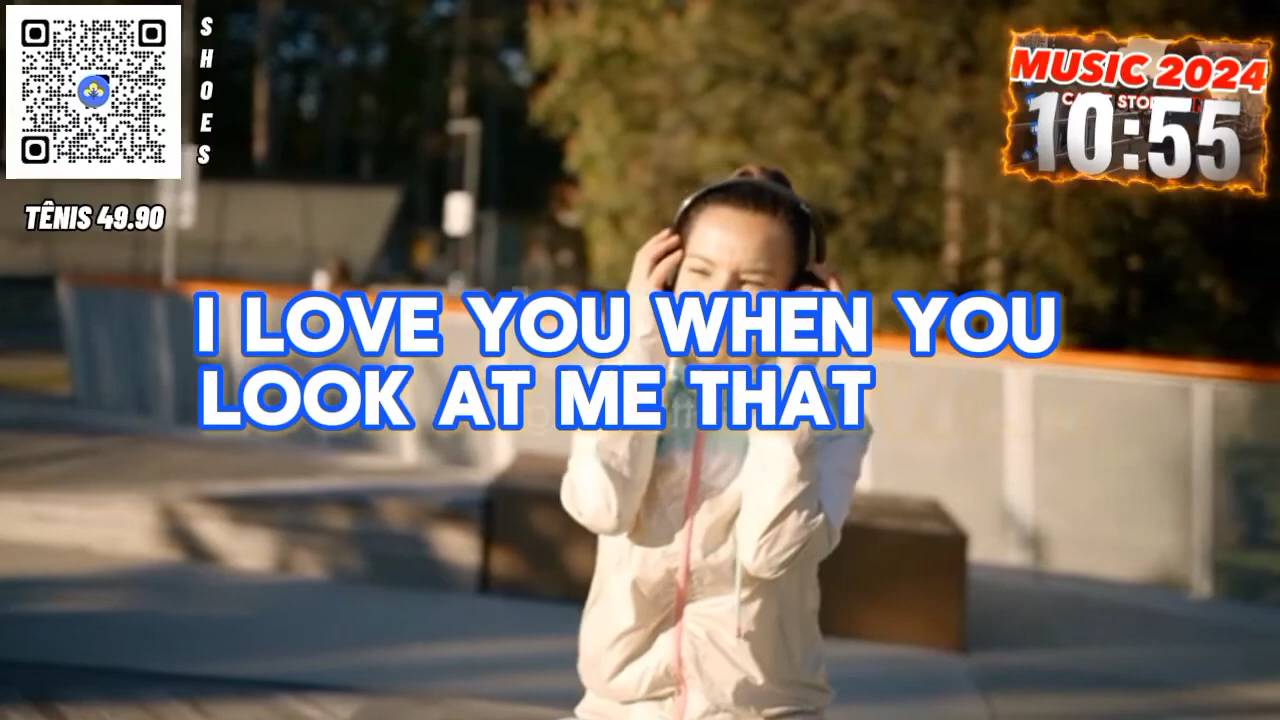 SHOES
TÊNIS 49.90
MUSIC 2024
10:55
I LOVE YOU WHEN YOU
LOOK AT ME THAT